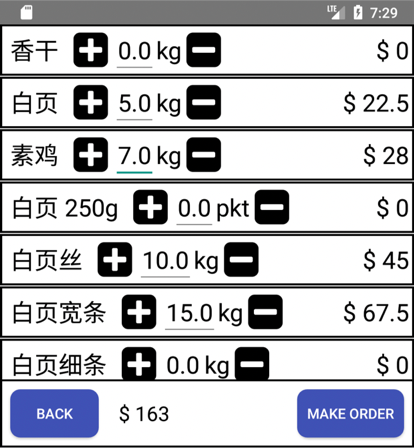 LTE 7:29
香干 0.0 kg $ 0
白页 5.0 kg $ 22.5
素鸡 7.0 kg $ 28
白页 250g 0.0 pkt $ 0
白页丝 10.0 kg $ 45
白页宽条 15.0 kg $ 67.5
白页细条 0.0 kg $ 0
BACK $ 163 MAKE ORDER